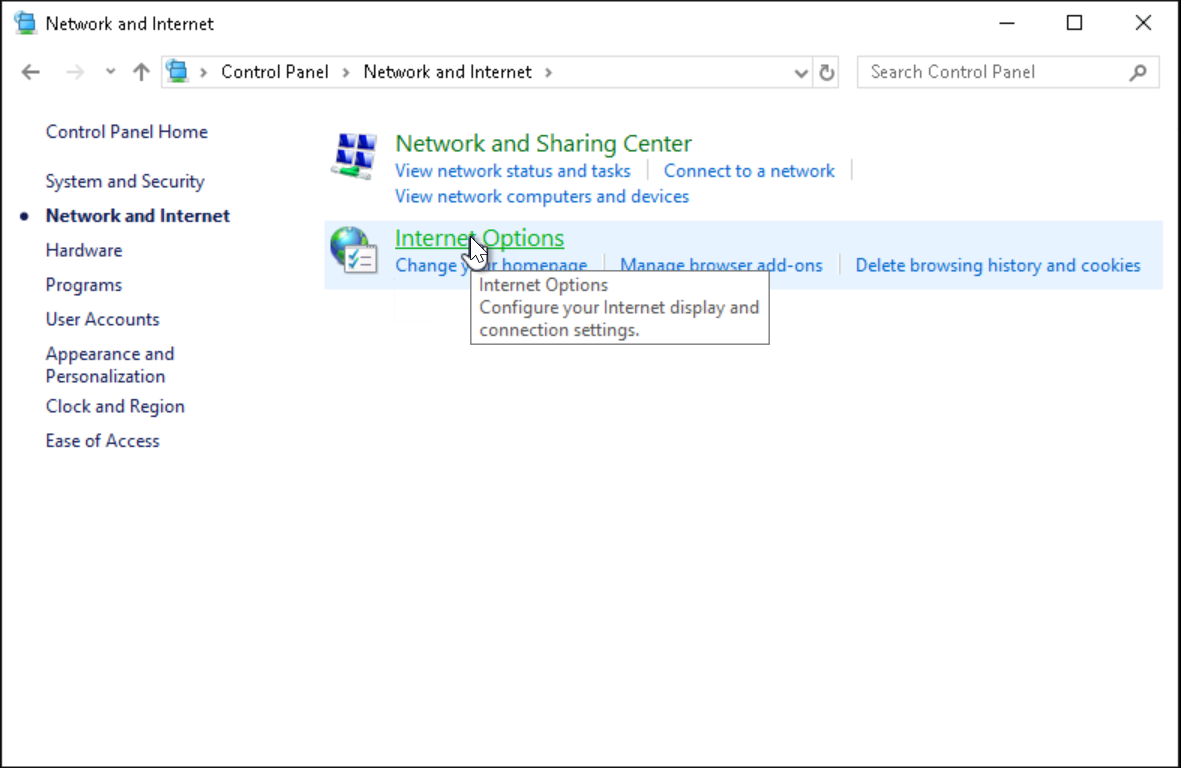 Network and Internet
Control Panel
Network and Internet
Search Control Panel
Control Panel Home
System and Security
Network and Internet
Hardware
Programs
User Accounts
Appearance and
Personalization
Clock and Region
Ease of Access
Network and Sharing Center
View network status and tasks
Connect to a network
View network computers and devices
Internet Options
Change your homepage
Manage browser add-ons
Delete browsing history and cookies
Internet Options
Configure your Internet display and
connection settings.